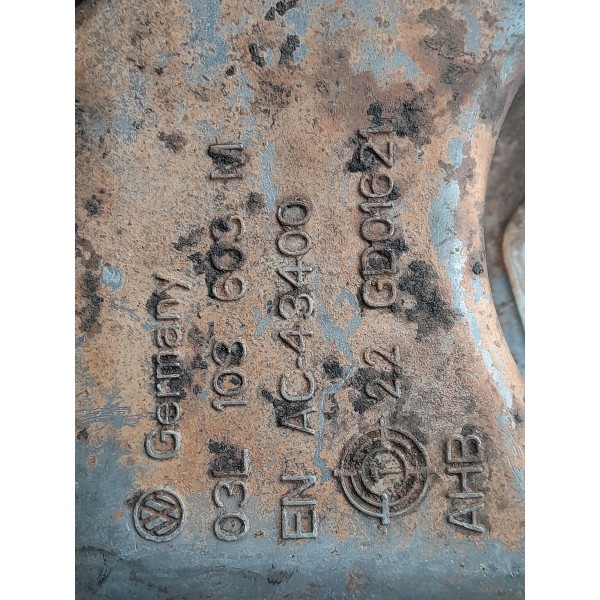 Germany
03L 103 603 M
EN AC-43400
22 GD01621
AHB